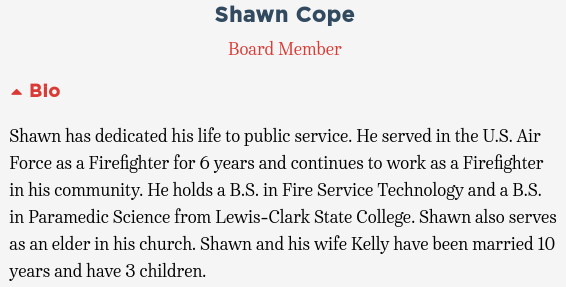 Shawn Cope
Board Member
Bio
Shawn has dedicated his life to public service. He served in the U.S. Air
Force as a Firefighter for 6 years and continues to work as a Firefighter
in his community. He holds a B.S. in Fire Service Technology and a B.S.
in Paramedic Science from Lewis-Clark State College. Shawn also serves
as an elder in his church. Shawn and his wife Kelly have been married 10
years and have 3 children.